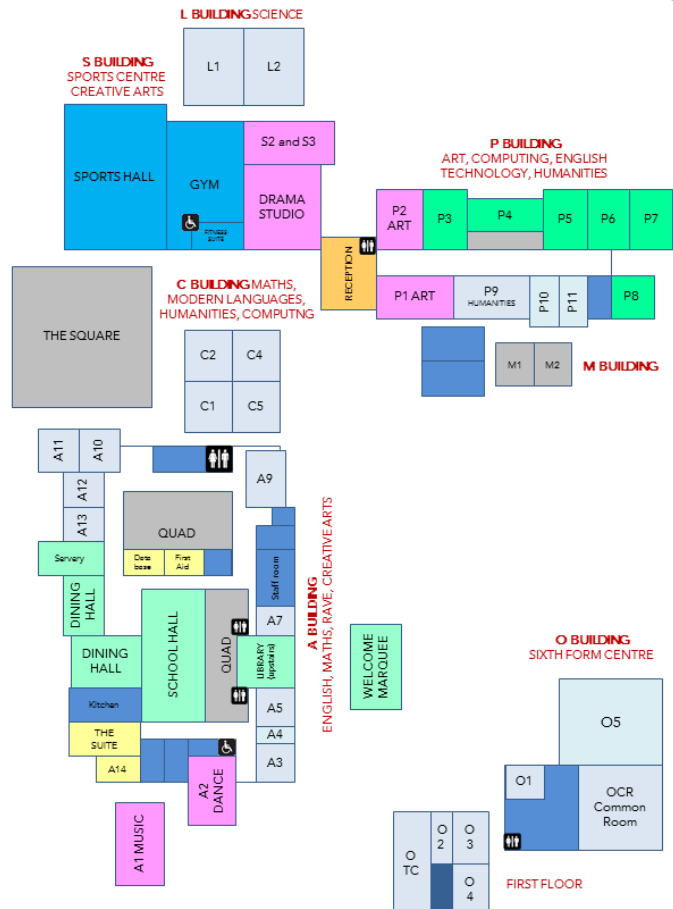 L BUILDING SCIENCE
L1
L2
S BUILDING
SPORTS CENTRE
CREATIVE ARTS
SPORTS HALL
GYM
FITNESS
SUITE
S2 and S3
DRAMA
STUDIO
P BUILDING
ART, COMPUTING, ENGLISH
TECHNOLOGY, HUMANITIES
P2
ART
P3
P4
P5
P6
P7
RECEPTION
P1 ART
P9
HUMANITIES
P10
P11
P8
C BUILDING MATHS,
MODERN LANGUAGES,
HUMANITIES, COMPUTNG
THE SQUARE
C2
C4
C1
C5
M1
M2
M BUILDING
A11
A10
A12
A13
A9
QUAD
Data
base
First
Aid
Servery
Staff room
DINING
HALL
A7
A BUILDING
ENGLISH, MATHS, RAVE, CREATIVE ARTS
DINING
HALL
SCHOOL HALL
QUAD
LIBRARY
(upstairs)
WELCOME
MARQUEE
Kitchen
A5
A4
A3
THE
SUITE
A14
A2
DANCE
A1 MUSIC
O BUILDING
SIXTH FORM CENTRE
O5
O1
OCR
Common
Room
O
TC
O
2
O
3
O
4
FIRST FLOOR